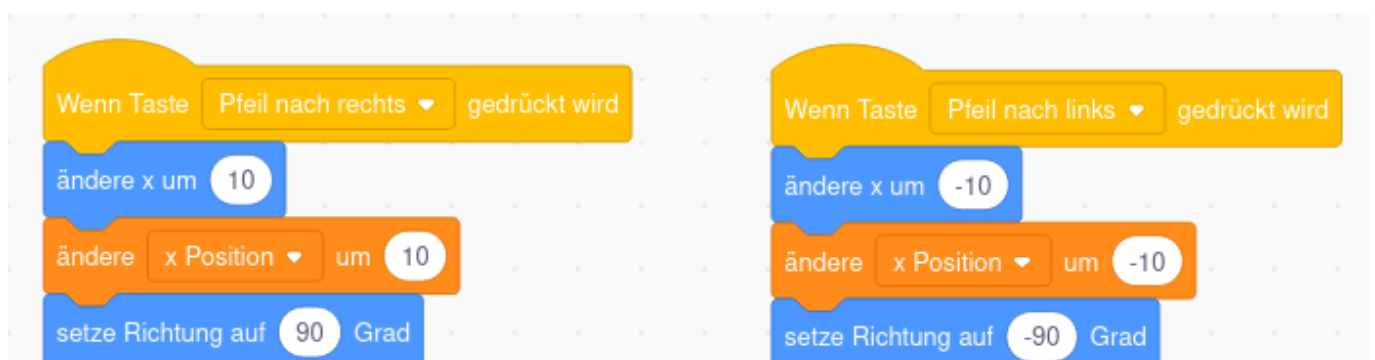 Wenn Taste Pfeil nach rechts gedrückt wird
ändere x um 10
ändere x Position um 10
setze Richtung auf 90 Grad
Wenn Taste Pfeil nach links gedrückt wird
ändere x um -10
ändere x Position um -10
setze Richtung auf -90 Grad